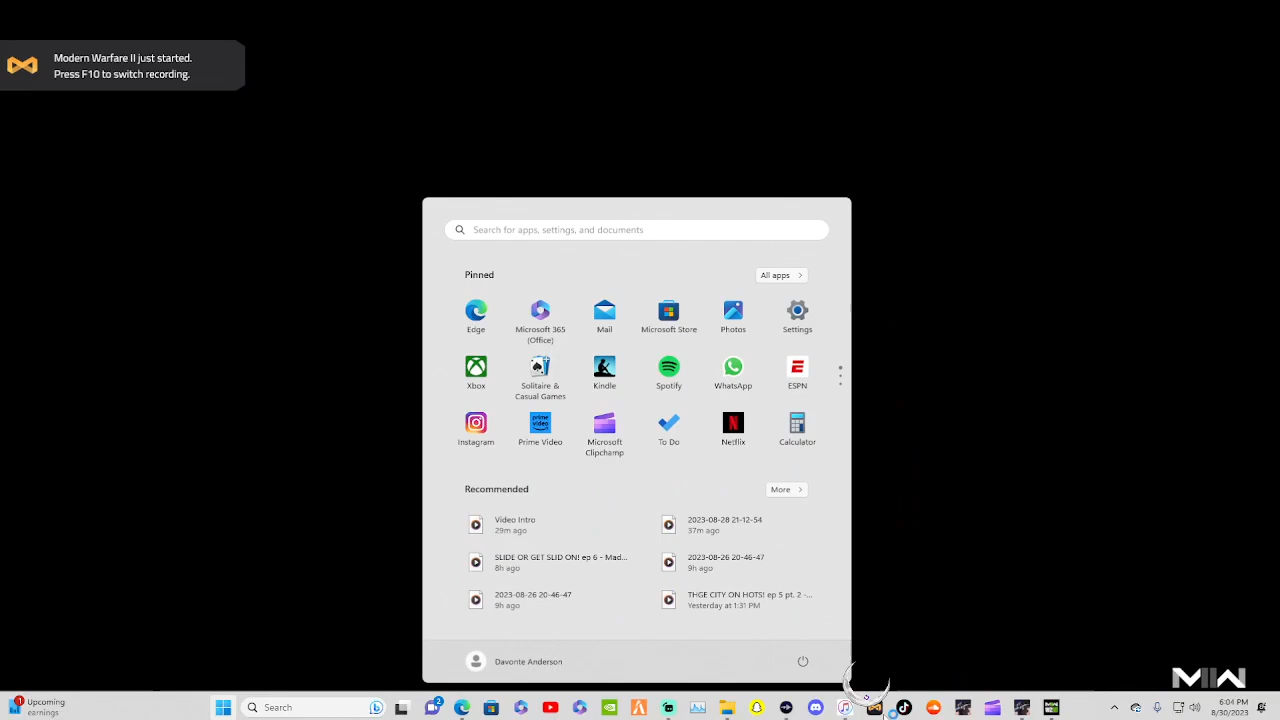 Modern Warfare II just started.
Press F10 to switch recording.
Search for apps, settings, and documents
Pinned
All apps
Edge
Microsoft 365
(Office)
Mail
Microsoft Store
Photos
Settings
Xbox
Solitaire &
Casual Games
Kindle
Spotify
WhatsApp
ESPN
Instagram
prime
video
Prime Video
Microsoft
Clipchamp
To Do
Netflix
Calculator
Recommended
More
Video Intro
29m ago
2023-08-28 21-12-54
37m ago
SLIDE OR GET SLID ON! ep 6 - Mad...
8h ago
2023-08-26 20-46-47
9h ago
2023-08-26 20-46-47
9h ago
THGE CITY ON HOTS! ep 5 pt. 2 -...
Yesterday at 1:31 PM
Davonte Anderson
MW
1
Upcoming
earnings
Search
2
6:04 PM
8/30/2023